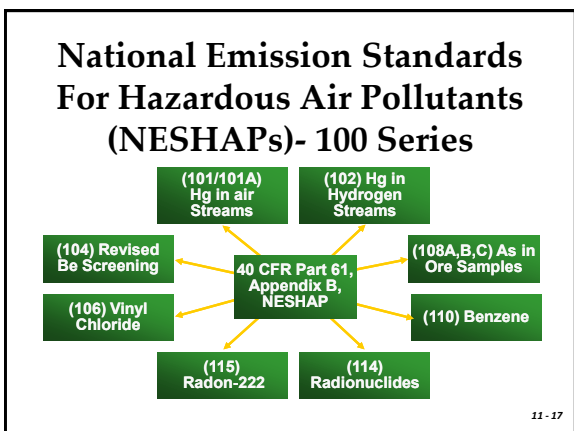 National Emission Standards
For Hazardous Air Pollutants
(NESHAPs)- 100 Series
(101/101A)
Hg in air
Streams
(102) Hg in
Hydrogen
Streams
(104) Revised
Be Screening
40 CFR Part 61,
Appendix B,
NESHAP
(108A,B,C) As in
Ore Samples
(106) Vinyl
Chloride
(110) Benzene
(115)
Radon-222
(114)
Radionuclides
11 - 17